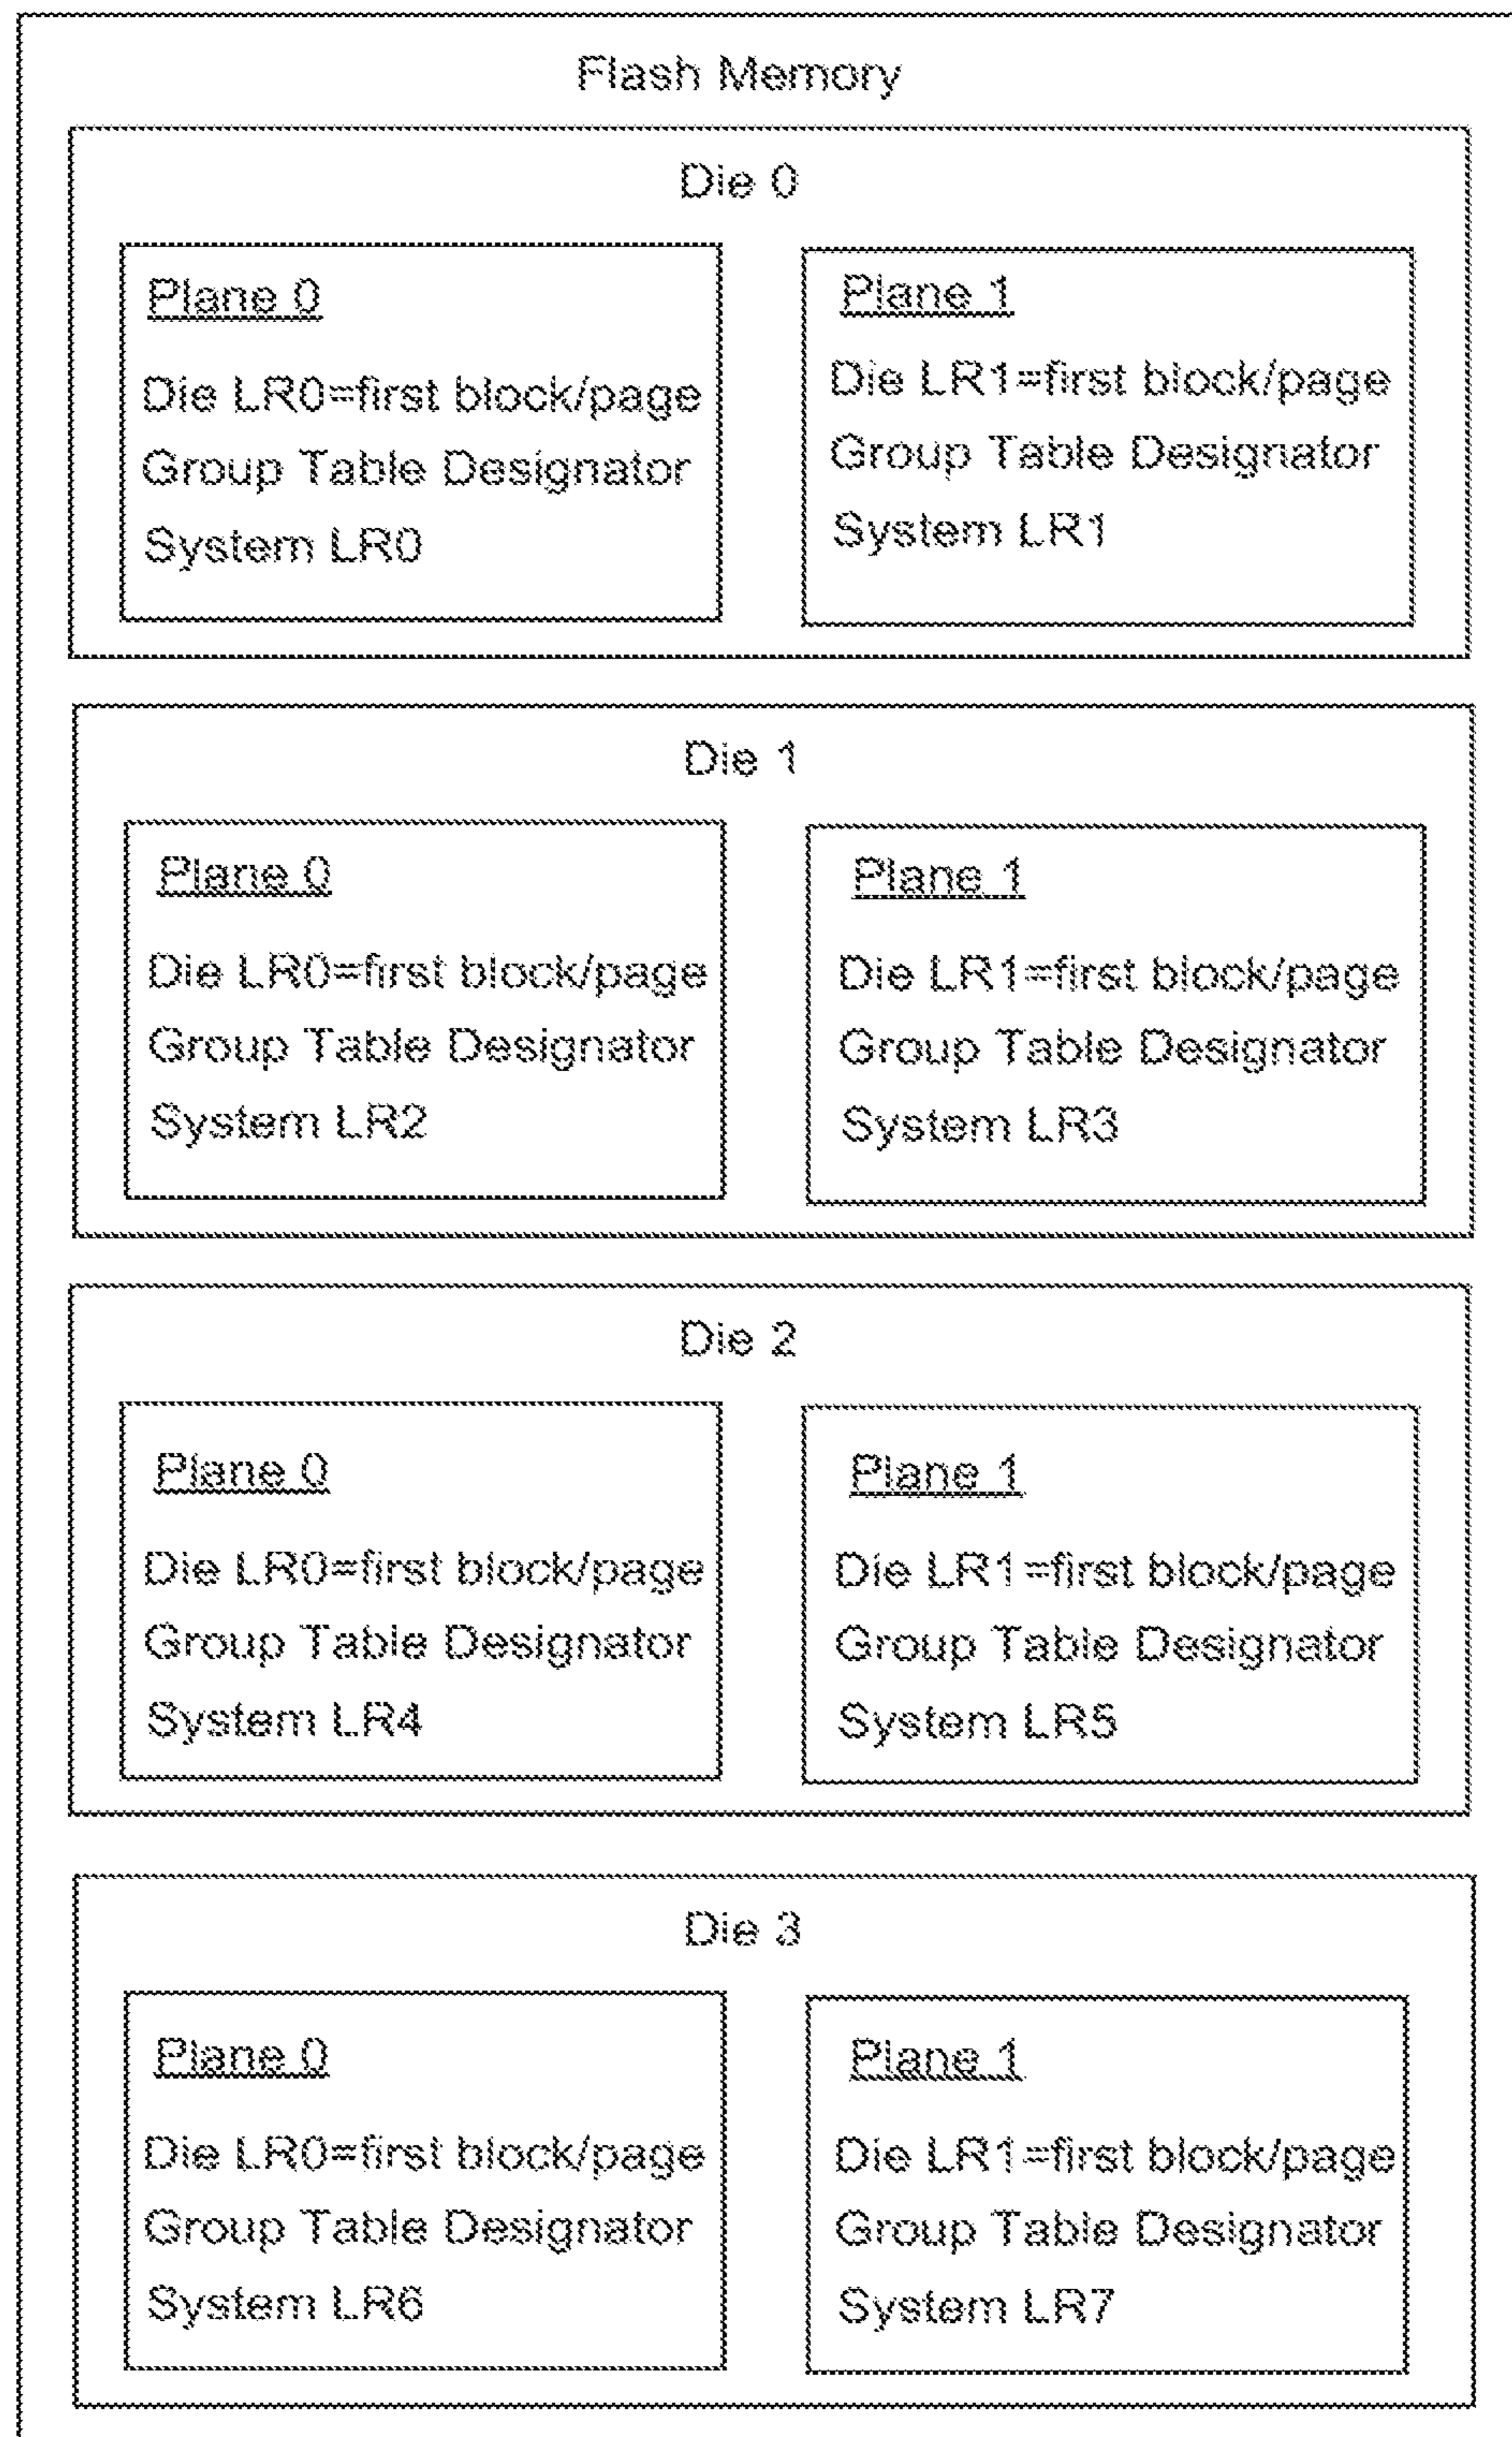 Flash Memory
Die 0
Plane 0
Die LR0=first block/page
Group Table Designator
System LR0
Plane 1
Die LR1=first block/page
Group Table Designator
System LR1
Die 1
Plane 0
Die LR0=first block/page
Group Table Designator
System LR2
Plane 1
Die LR1=first block/page
Group Table Designator
System LR3
Die 2
Plane 0
Die LR0=first block/page
Group Table Designator
System LR4
Plane 1
Die LR1=first block/page
Group Table Designator
System LR5
Die 3
Plane 0
Die LR0=first block/page
Group Table Designator
System LR6
Plane 1
Die LR1=first block/page
Group Table Designator
System LR7